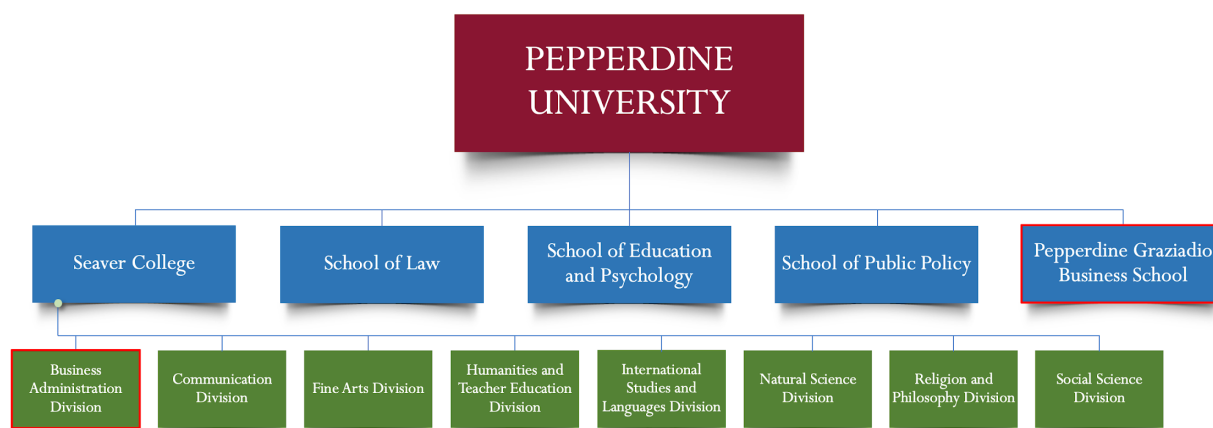 PEPPERDINE
UNIVERSITY
Seaver College
School of Law
School of Education
and Psychology
School of Public Policy
Pepperdine Graziadio
Business School
Business
Administration
Division
Communication
Division
Fine Arts Division
Humanities and
Teacher Education
Division
International
Studies and
Languages Division
Natural Science
Division
Religion and
Philosophy Division
Social Science
Division